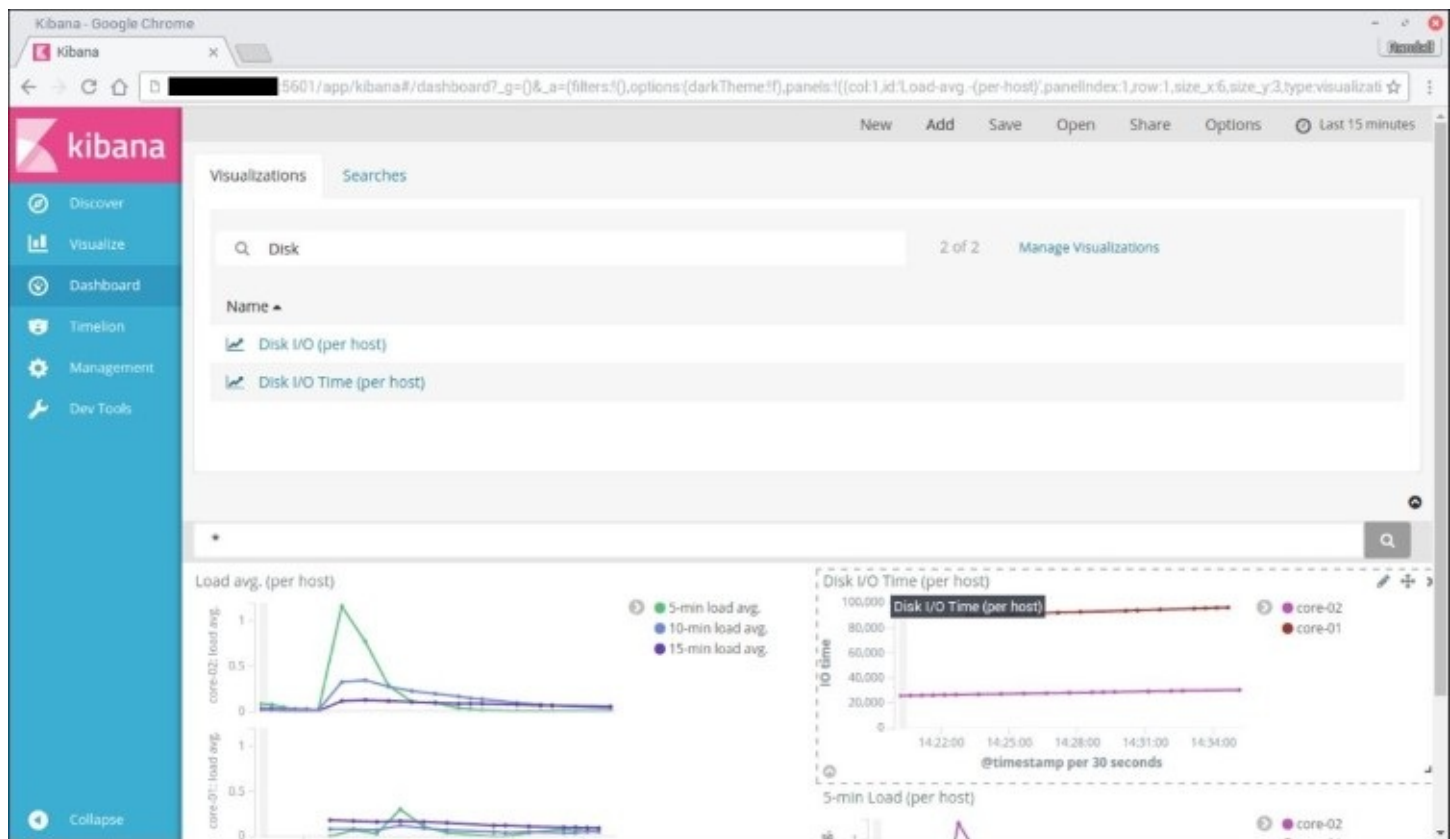 Kibana - Google Chrome
Kibana
:5601/app/kibana#/dashboard?_g=()&_a=(filters:!(),options:(darkTheme:!f),panels:!((col:1,id:'Load-avg.-(per-host)',panelIndex:1,row:1,size_x:6,size_y:3,type:visualizati
kibana
New Add Save Open Share Options Last 15 minutes
Visualizations Searches
Discover
Visualize
Dashboard
Timelion
Management
Dev Tools
Collapse
Disk
2 of 2 Manage Visualizations
Name
Disk I/O (per host)
Disk I/O Time (per host)
*
Load avg. (per host)
core-02: load avg.
1
0.5
0
5-min load avg.
10-min load avg.
15-min load avg.
core-01: load avg.
1
0.5
0
Disk I/O Time (per host)
Disk I/O Time (per host)
IO time
100,000
80,000
60,000
40,000
20,000
0
14:22:00 14:25:00 14:28:00 14:31:00 14:34:00
@timestamp per 30 seconds
core-02
core-01
5-min Load (per host)
core-02